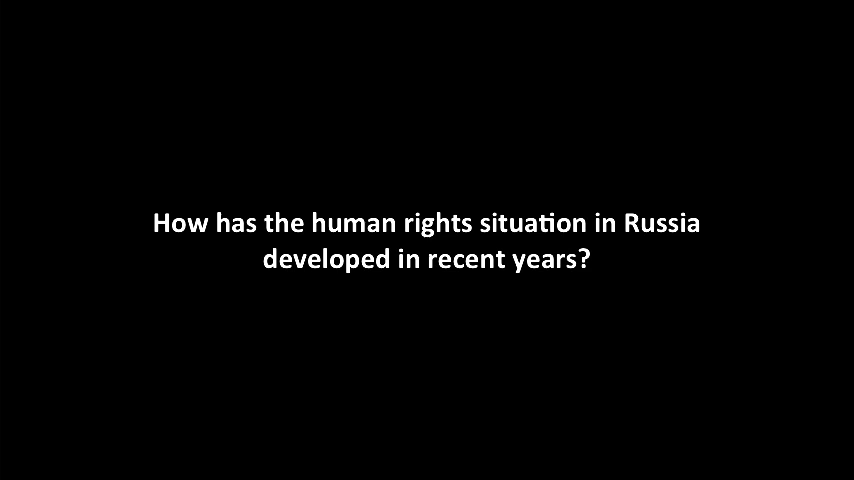 How has the human rights situation in Russia
developed in recent years?